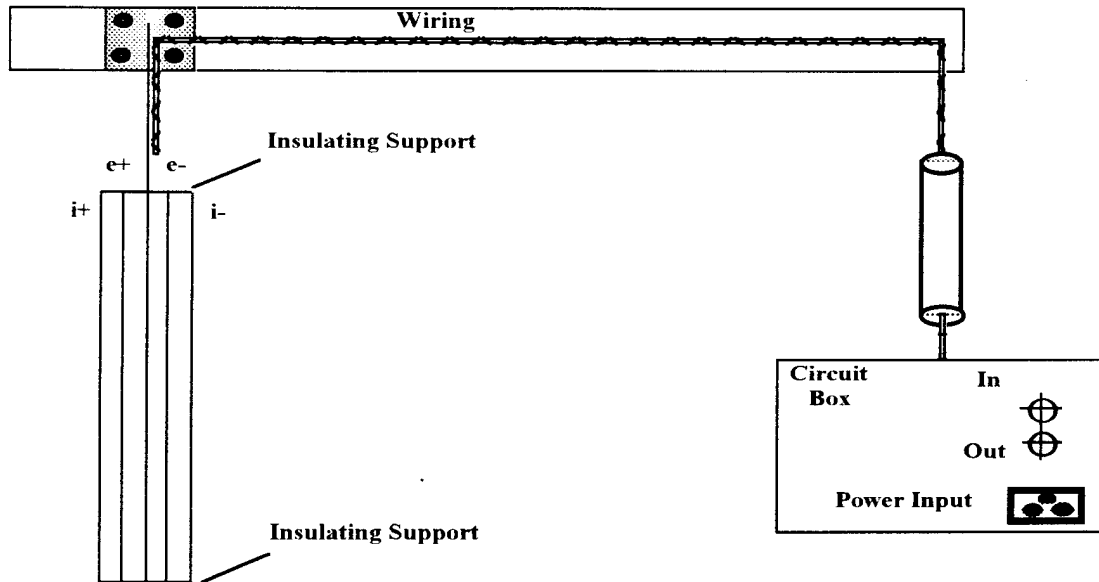 Wiring
Insulating Support
e+ e-
i+ i-
Circuit
Box
In
Out
Power Input
Insulating Support